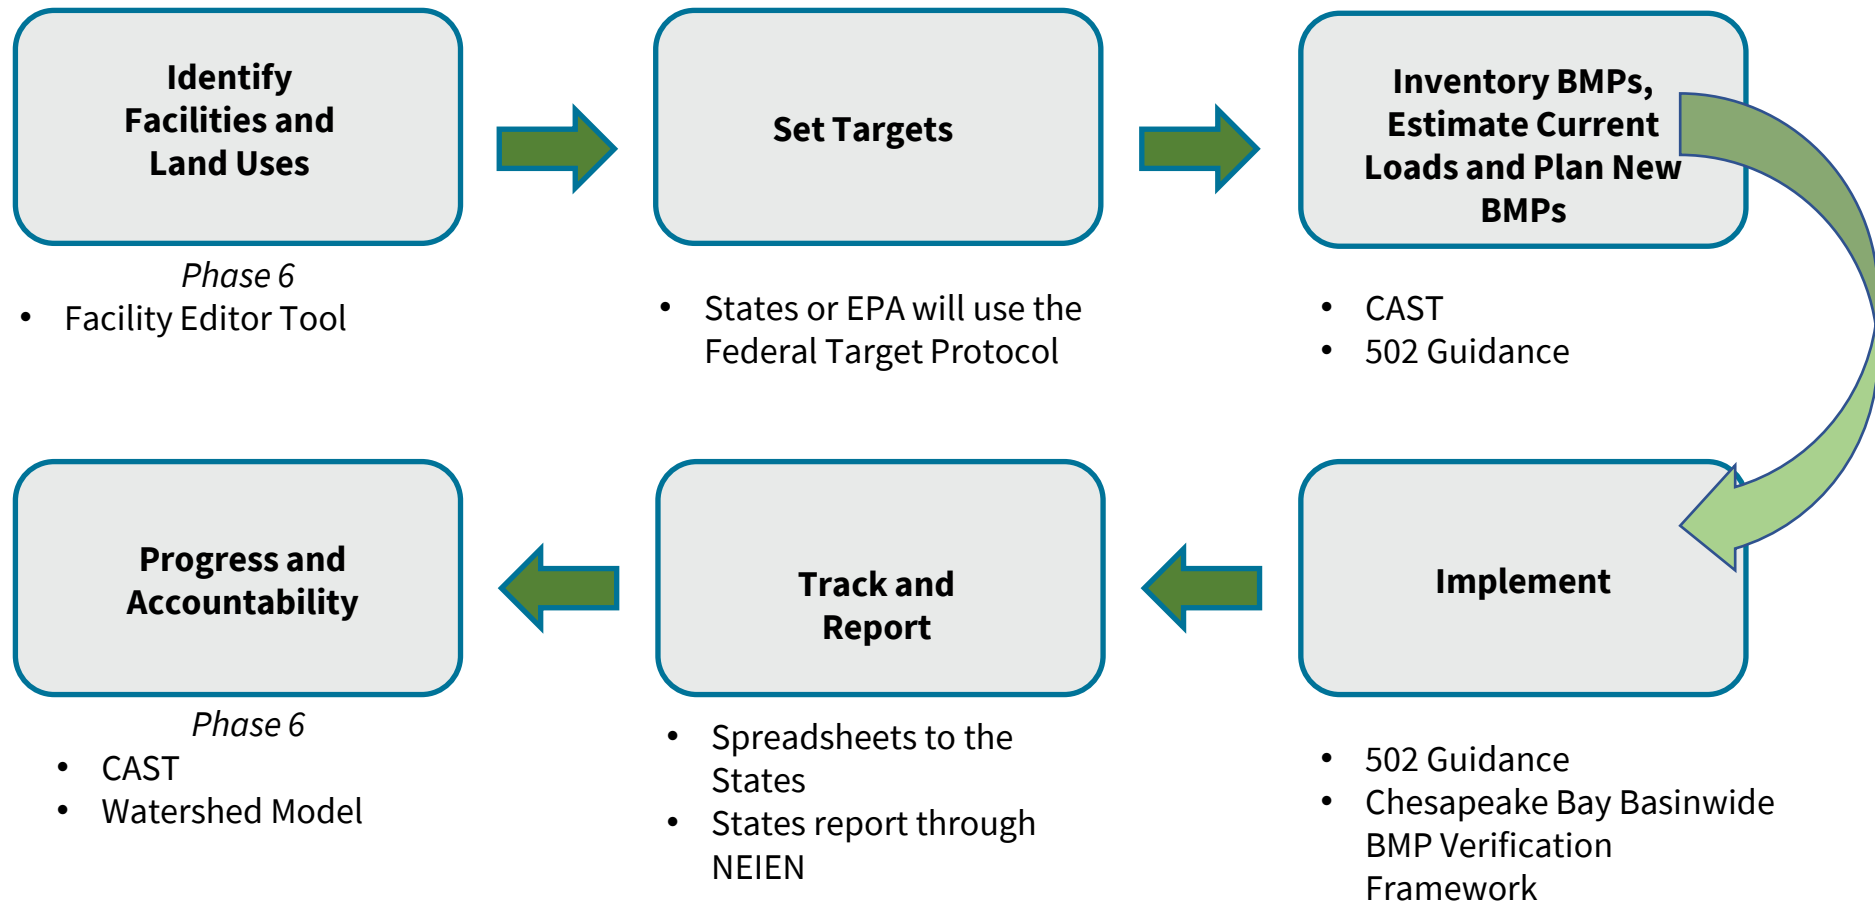 Identify
Facilities and
Land Uses
Phase 6
• Facility Editor Tool
Set Targets
• States or EPA will use the
Federal Target Protocol
Inventory BMPs,
Estimate Current
Loads and Plan New
BMPs
• CAST
• 502 Guidance
Implement
• 502 Guidance
• Chesapeake Bay Basinwide
BMP Verification
Framework
Track and
Report
• Spreadsheets to the
States
• States report through
NEIEN
Progress and
Accountability
Phase 6
• CAST
• Watershed Model